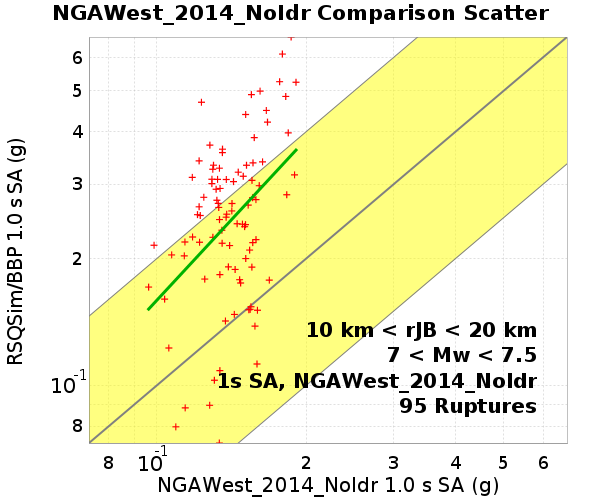 NGAWest_2014_NoIdr Comparison Scatter
RSQSim/BBP 1.0 s SA (g)
6
5
4
3
2
10-1
8
10 km < rJB < 20 km
7 < Mw < 7.5
1s SA, NGAWest_2014_NoIdr
95 Ruptures
8 10-1 2 3 4 5 6
NGAWest_2014_NoIdr 1.0 s SA (g)